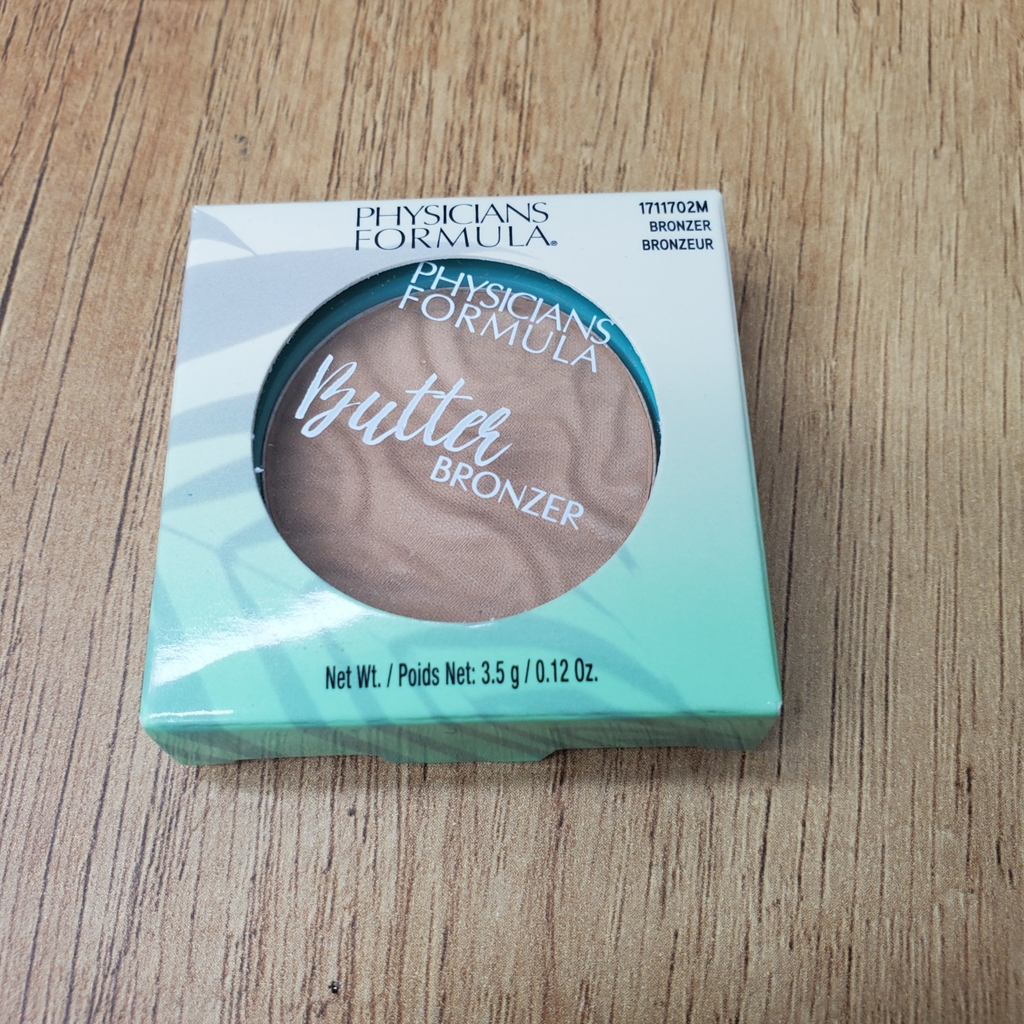 PHYSICIANS
FORMULA®
1711702M
BRONZER
BRONZEUR
PHYSICIANS
FORMULA
Butter
BRONZER
Net Wt. / Poids Net: 3.5 g / 0.12 Oz.